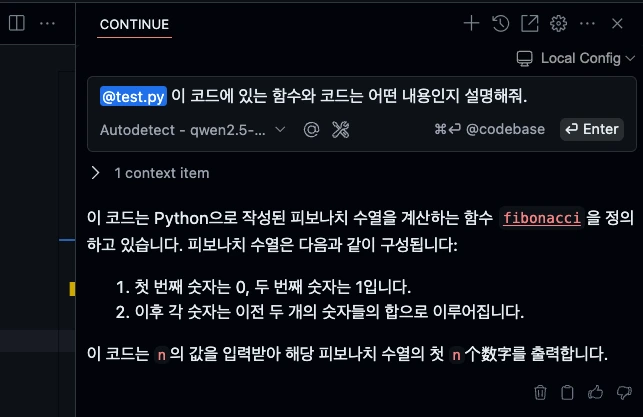 CONTINUE
Local Config
@test.py 이 코드에 있는 함수와 코드는 어떤 내용인지 설명해줘.
Autodetect - qwen2.5-... @ ⌘⏎ @codebase ⏎ Enter
1 context item
이 코드는 Python으로 작성된 피보나치 수열을 계산하는 함수 fibonacci 을 정의
하고 있습니다. 피보나치 수열은 다음과 같이 구성됩니다:
1. 첫 번째 숫자는 0, 두 번째 숫자는 1입니다.
2. 이후 각 숫자는 이전 두 개의 숫자들의 합으로 이루어집니다.
이 코드는 n 의 값을 입력받아 해당 피보나치 수열의 첫 n个数字를 출력합니다.